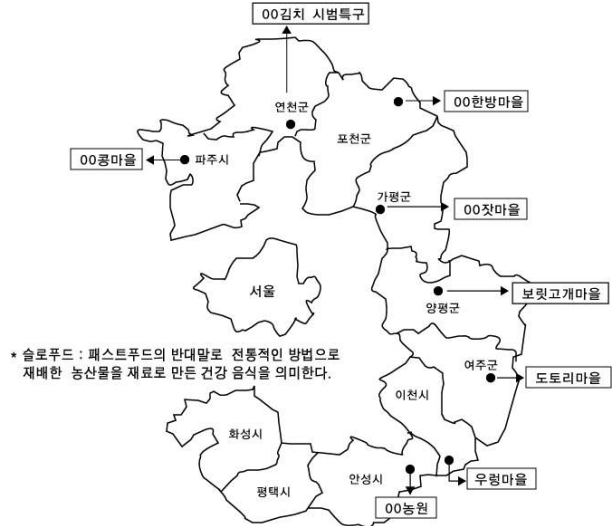 00김치 시범특구
연천군
00한방마을
포천군
00콩마을
파주시
가평군
00잣마을
서울
보릿고개마을
양평군
* 슬로푸드 : 패스트푸드의 반대말로 전통적인 방법으로
재배한 농산물을 재료로 만든 건강 음식을 의미한다.
여주군
도토리마을
이천시
화성시
우렁마을
안성시
평택시
00농원